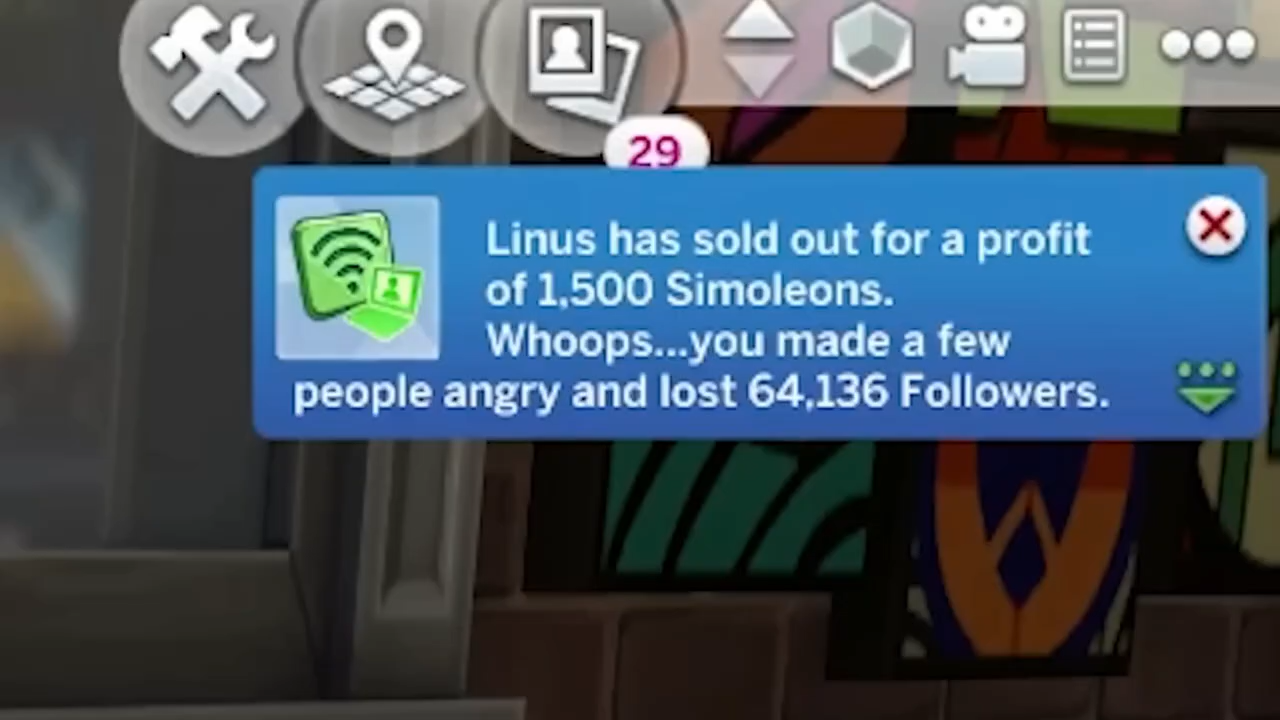 29
Linus has sold out for a profit
of 1,500 Simoleons.
Whoops...you made a few
people angry and lost 64,136 Followers.